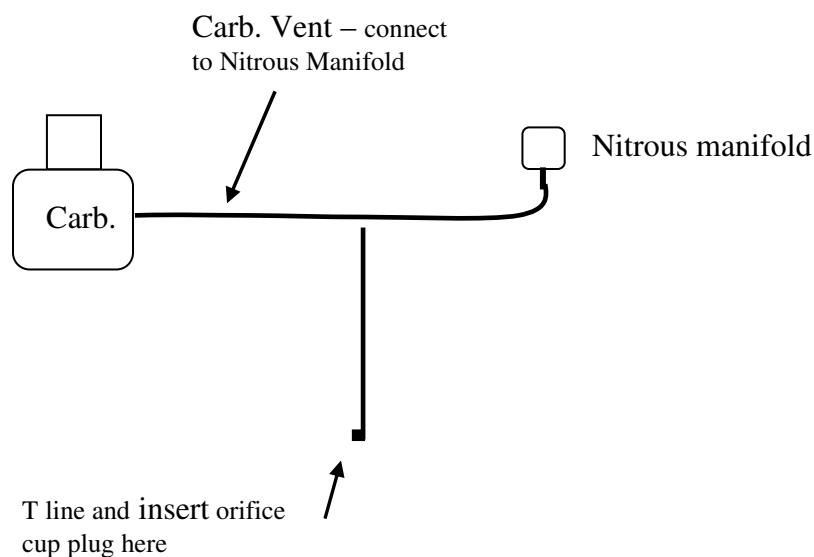 Carb. Vent – connect
to Nitrous Manifold
Nitrous manifold
Carb.
T line and insert orifice
cup plug here